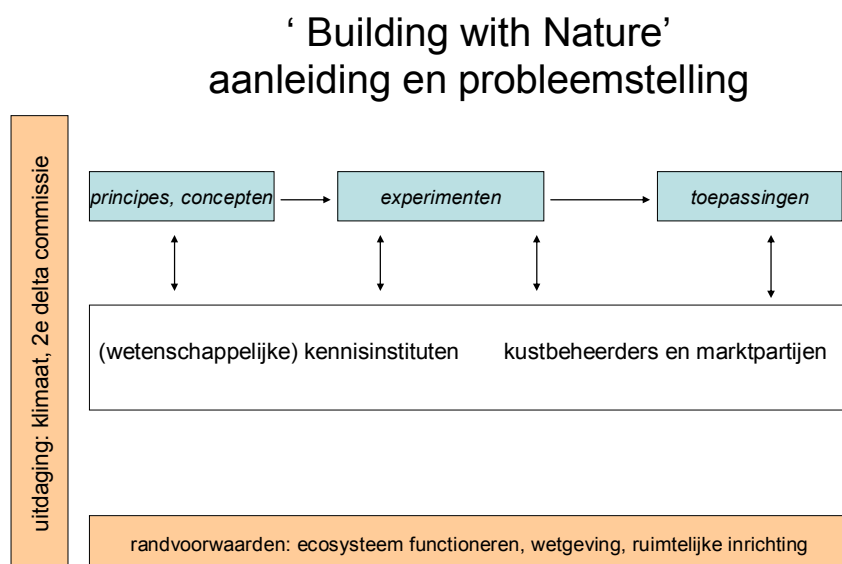 ‘ Building with Nature’
aanleiding en probleemstelling
uitdaging: klimaat, 2e delta commissie
principes, concepten
experimenten
toepassingen
(wetenschappelijke) kennisinstituten
kustbeheerders en marktpartijen
randvoorwaarden: ecosysteem functioneren, wetgeving, ruimtelijke inrichting